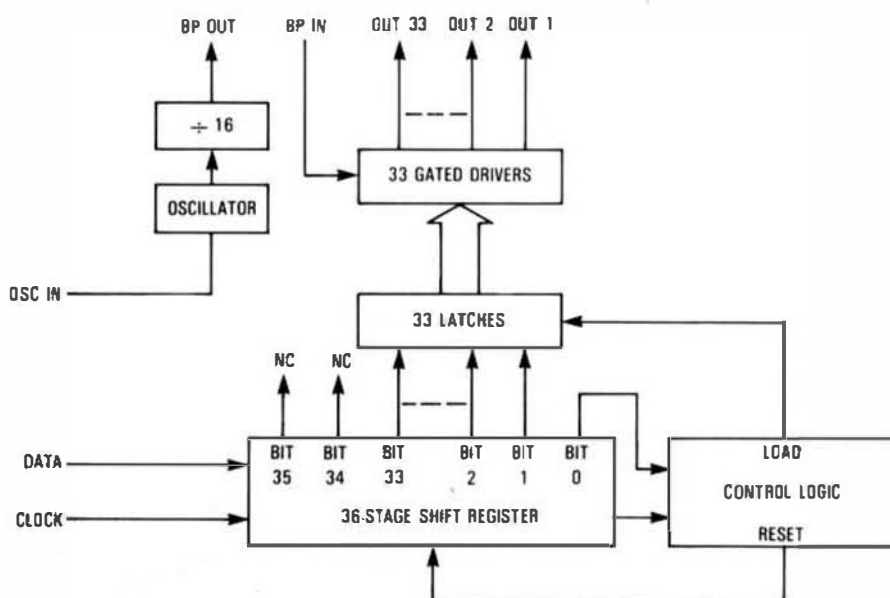 BP OUT BP IN OUT 33 OUT 2 OUT 1
÷ 16
33 GATED DRIVERS
OSCILLATOR
OSC IN
33 LATCHES
NC NC
DATA
BIT 35
BIT 34
BIT 33
BIT 2
BIT 1
BIT 0
LOAD
CONTROL LOGIC
CLOCK
36-STAGE SHIFT REGISTER
RESET